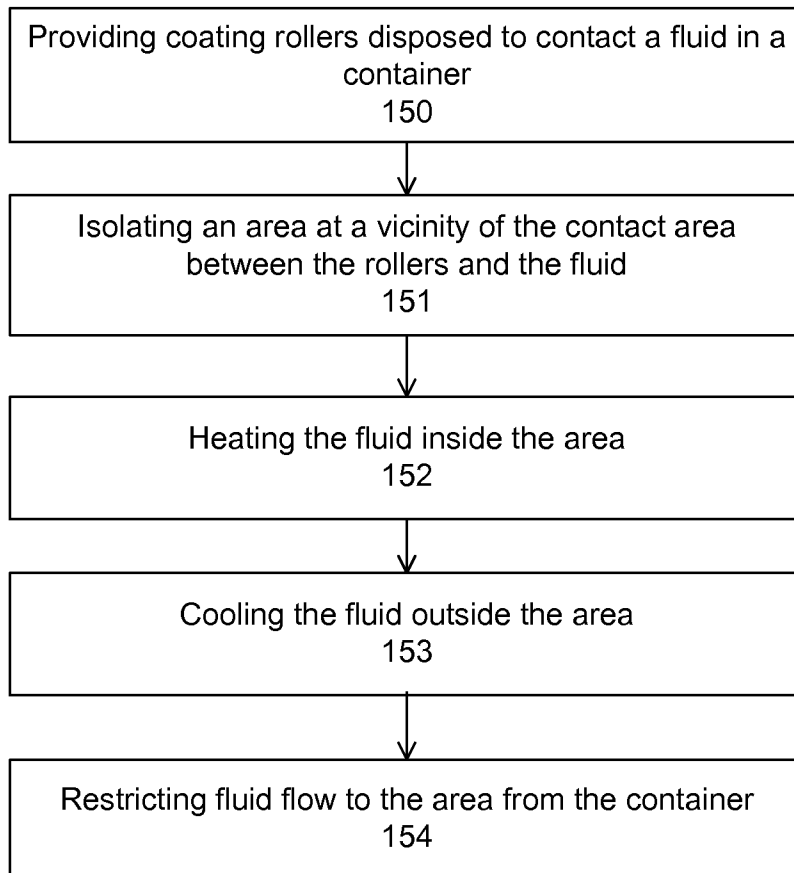 Providing coating rollers disposed to contact a fluid in a
container
150
Isolating an area at a vicinity of the contact area
between the rollers and the fluid
151
Heating the fluid inside the area
152
Cooling the fluid outside the area
153
Restricting fluid flow to the area from the container
154